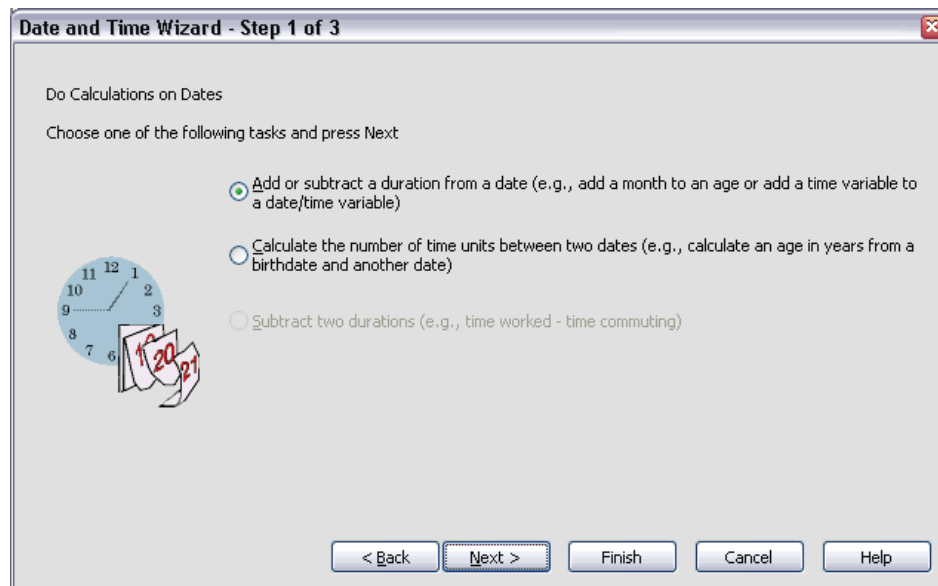 Date and Time Wizard - Step 1 of 3
Do Calculations on Dates
Choose one of the following tasks and press Next
Add or subtract a duration from a date (e.g., add a month to an age or add a time variable to
a date/time variable)
Calculate the number of time units between two dates (e.g., calculate an age in years from a
birthdate and another date)
Subtract two durations (e.g., time worked - time commuting)
11 12 1
10 2
9 3
8
7 6
19 20 21
< Back Next > Finish Cancel Help